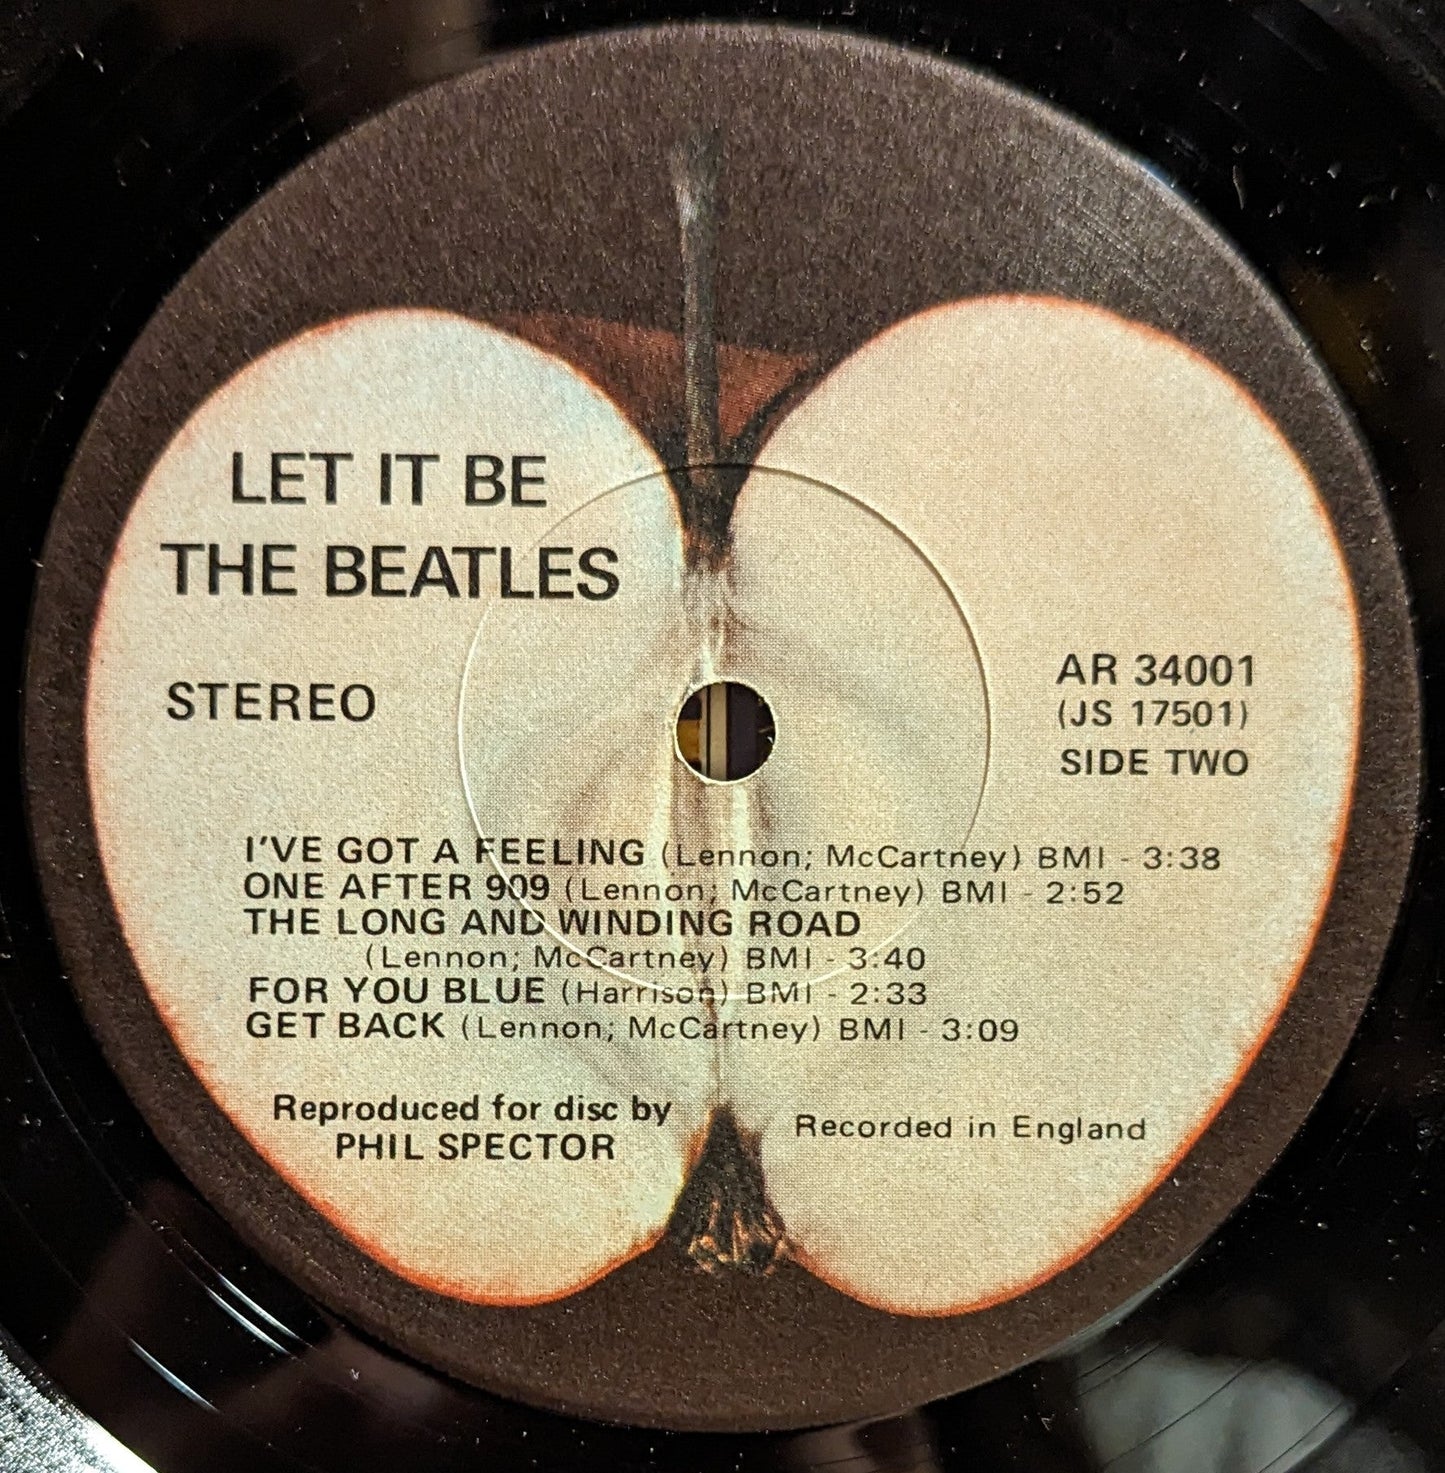 LET IT BE
THE BEATLES
STEREO
AR 34001
(JS 17501)
SIDE TWO
I'VE GOT A FEELING (Lennon; McCartney) BMI - 3:38
ONE AFTER 909 (Lennon; McCartney) BMI - 2:52
THE LONG AND WINDING ROAD
(Lennon; McCartney) BMI - 3:40
FOR YOU BLUE (Harrison) BMI - 2:33
GET BACK (Lennon; McCartney) BMI - 3:09
Reproduced for disc by
PHIL SPECTOR
Recorded in England